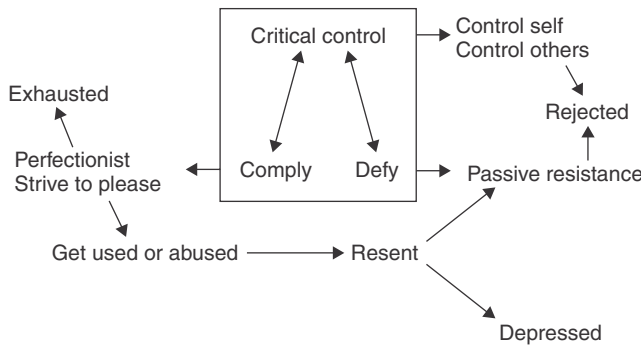 Critical control
Control self
Control others
Exhausted
Rejected
Perfectionist
Strive to please
Comply
Defy
Passive resistance
Get used or abused
Resent
Depressed